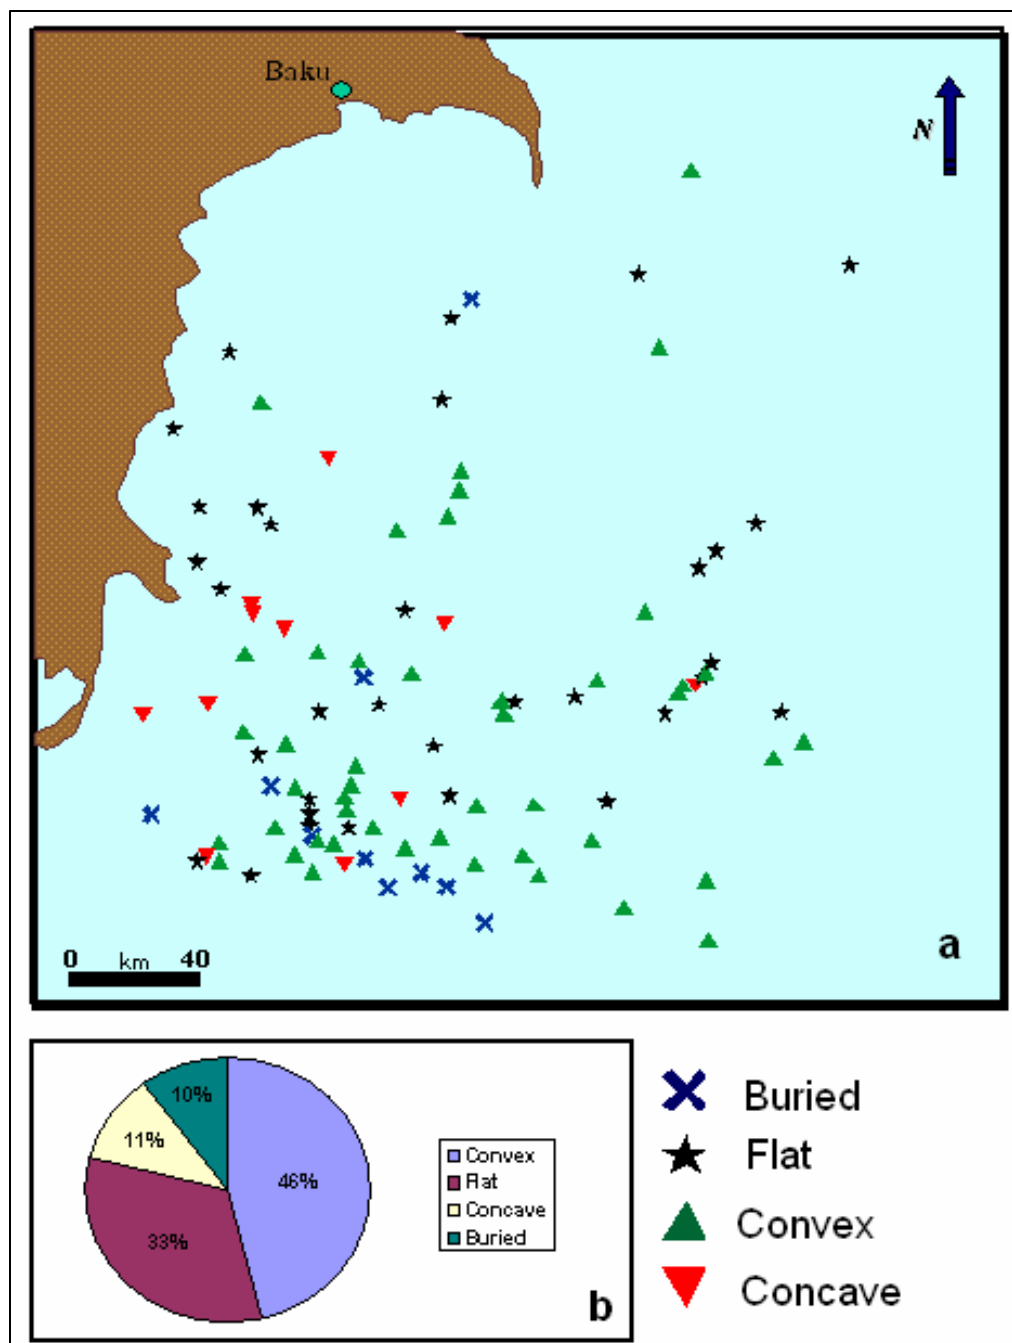 Baku
N
0 km 40
a
10%
11%
46%
33%
Convex
Flat
Concave
Buried
b
Buried
Flat
Convex
Concave